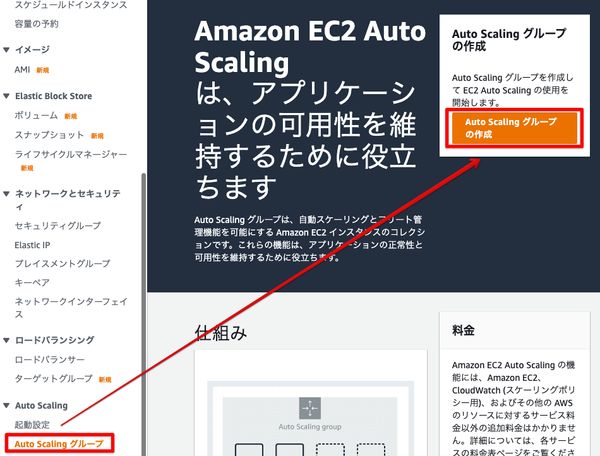 スケジュールドインスタンス
容量の予約
▼ イメージ
AMI 新規
▼ Elastic Block Store
ボリューム 新規
スナップショット 新規
ライフサイクルマネージャー
新規
▼ ネットワークとセキュリテ
ィ
セキュリティグループ
Elastic IP
プレイスメントグループ
キーペア
ネットワークインターフェイ
ス
▼ ロードバランシング
ロードバランサー
ターゲットグループ 新規
▼ Auto Scaling
起動設定
Auto Scaling グループ
Amazon EC2 Auto
Scaling
は、アプリケーシ
ョンの可用性を維
持するために役立
ちます
Auto Scaling グループは、自動スケーリングとフリート管
理機能を可能にする Amazon EC2 インスタンスのコレクシ
ョンです。これらの機能は、アプリケーションの正常性と
可用性を維持するために役立ちます。
Auto Scaling グループ
の作成
Auto Scaling グループを作成し
て EC2 Auto Scaling の使用を
開始します。
Auto Scaling グループ
の作成
仕組み
Auto Scaling group
料金
Amazon EC2 Auto Scaling の機
能には、Amazon EC2、
CloudWatch (スケーリングポリ
シー用)、およびその他の AWS
のリソースに対するサービス料
金以外の追加料金はかかりませ
ん。詳細については、各サービ
スの料金表ページをご覧くださ